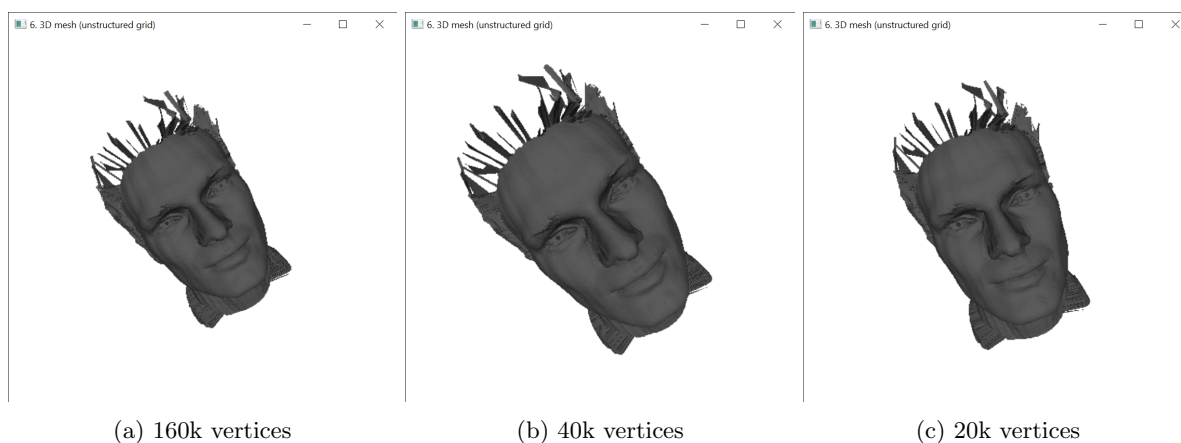 6. 3D mesh (unstructured grid)
6. 3D mesh (unstructured grid)
6. 3D mesh (unstructured grid)
(a) 160k vertices
(b) 40k vertices
(c) 20k vertices